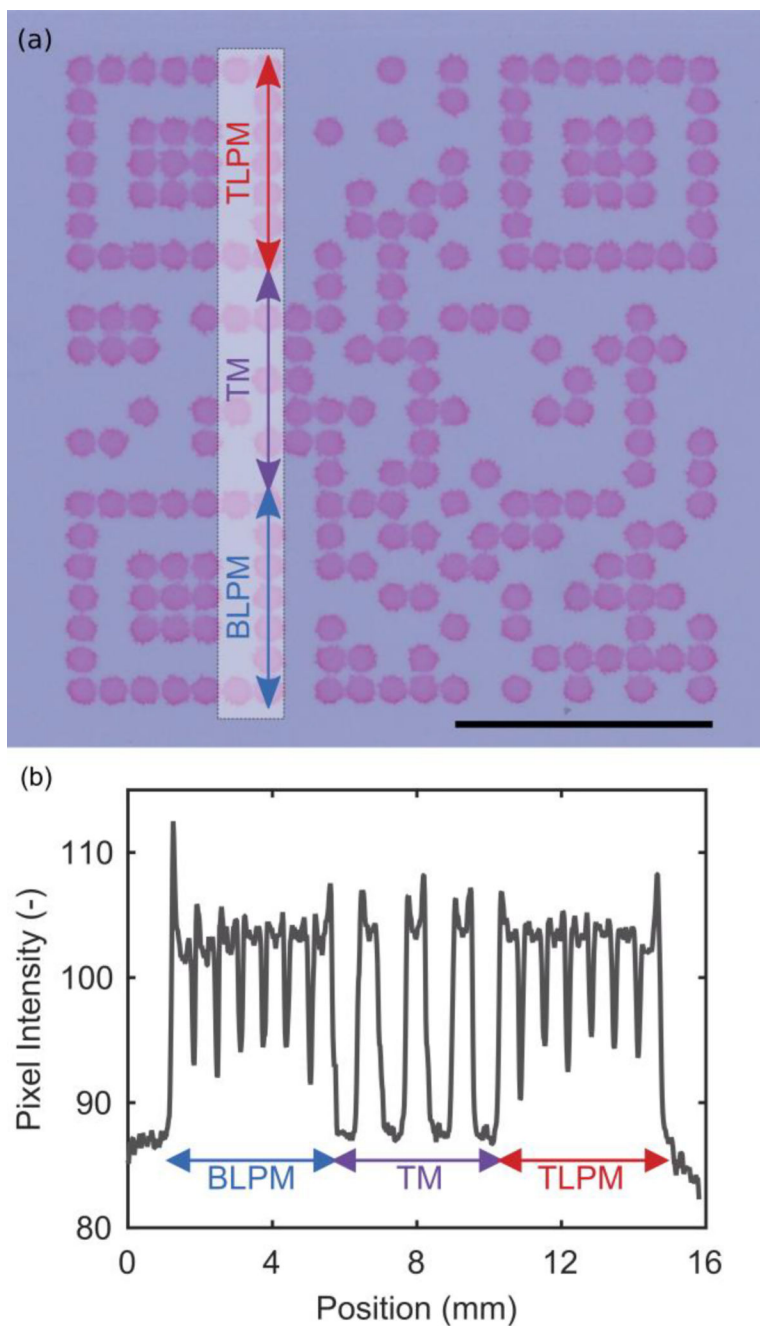 (a)
TLPM
TM
BLPM
(b)
110
100
90
80
Pixel Intensity (-)
BLPM
TM
TLPM
0
4
8
12
16
Position (mm)